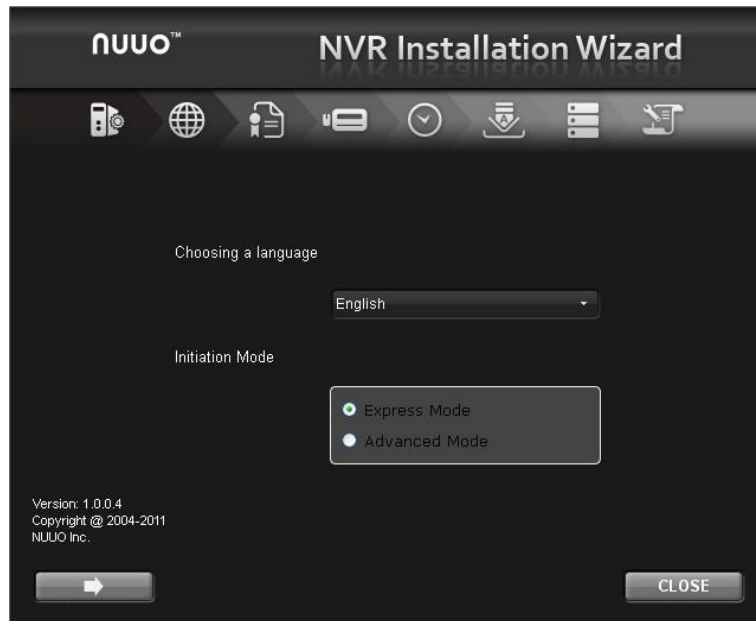 nuuo™
NVR Installation Wizard
Choosing a language
English
Initiation Mode
Express Mode
Advanced Mode
Version: 1.0.0.4
Copyright @ 2004-2011
NUUO Inc.
CLOSE